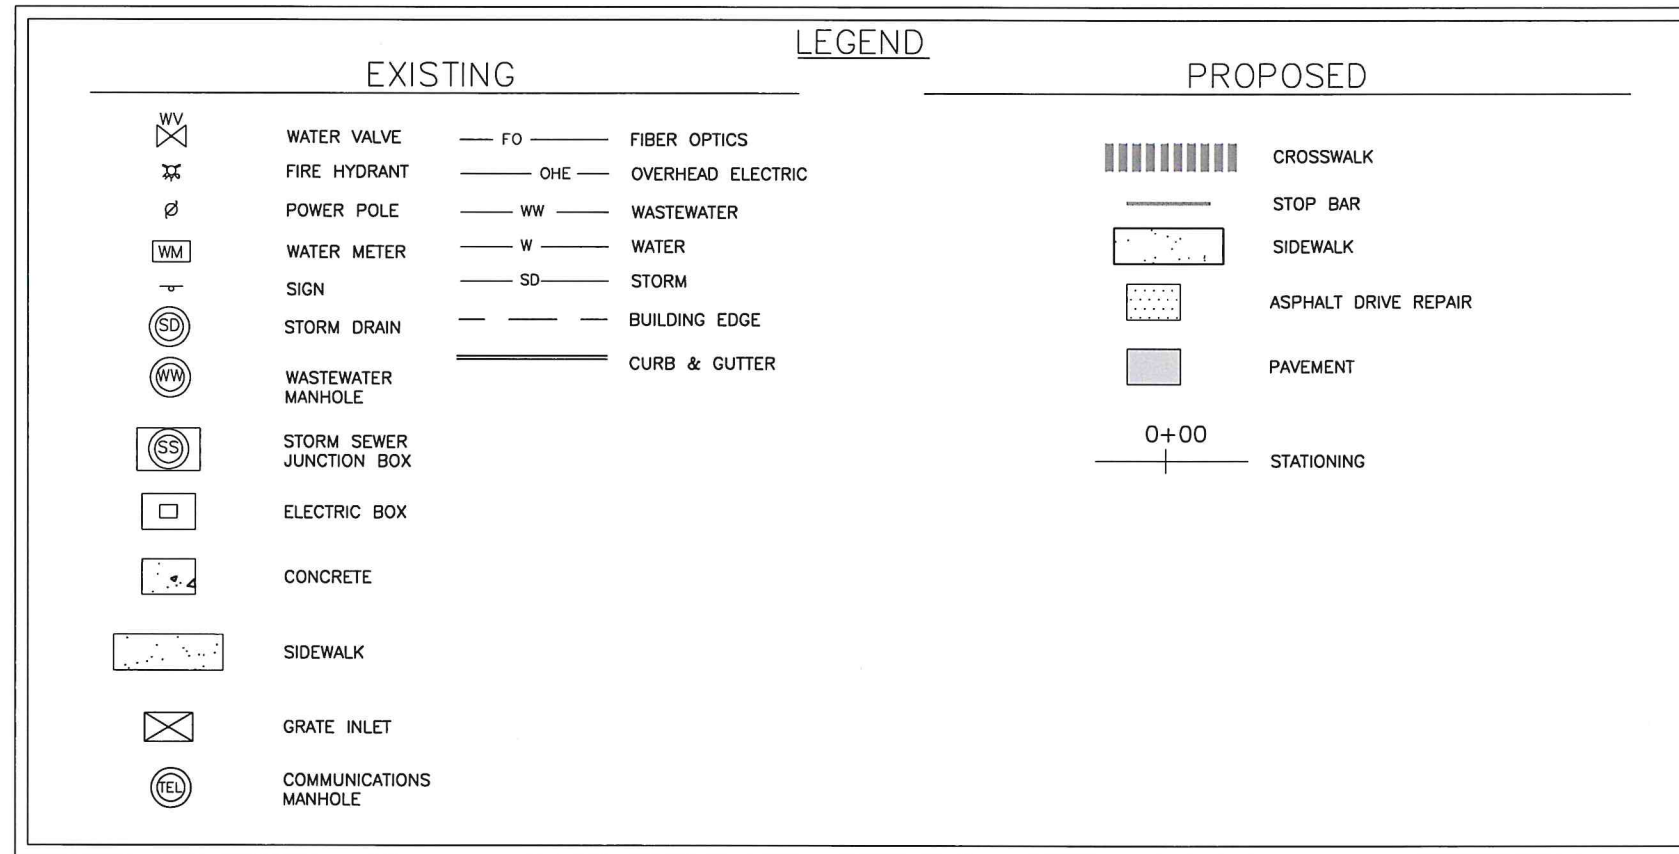 LEGEND
EXISTING
WV
WATER VALVE
FIRE HYDRANT
POWER POLE
WM
WATER METER
SIGN
SD
STORM DRAIN
WW
WASTEWATER
MANHOLE
SS
STORM SEWER
JUNCTION BOX
ELECTRIC BOX
CONCRETE
SIDEWALK
GRATE INLET
TEL
COMMUNICATIONS
MANHOLE
FO
FIBER OPTICS
OHE
OVERHEAD ELECTRIC
WW
WASTEWATER
W
WATER
SD
STORM
BUILDING EDGE
CURB & GUTTER
PROPOSED
CROSSWALK
STOP BAR
SIDEWALK
ASPHALT DRIVE REPAIR
PAVEMENT
0+00
STATIONING